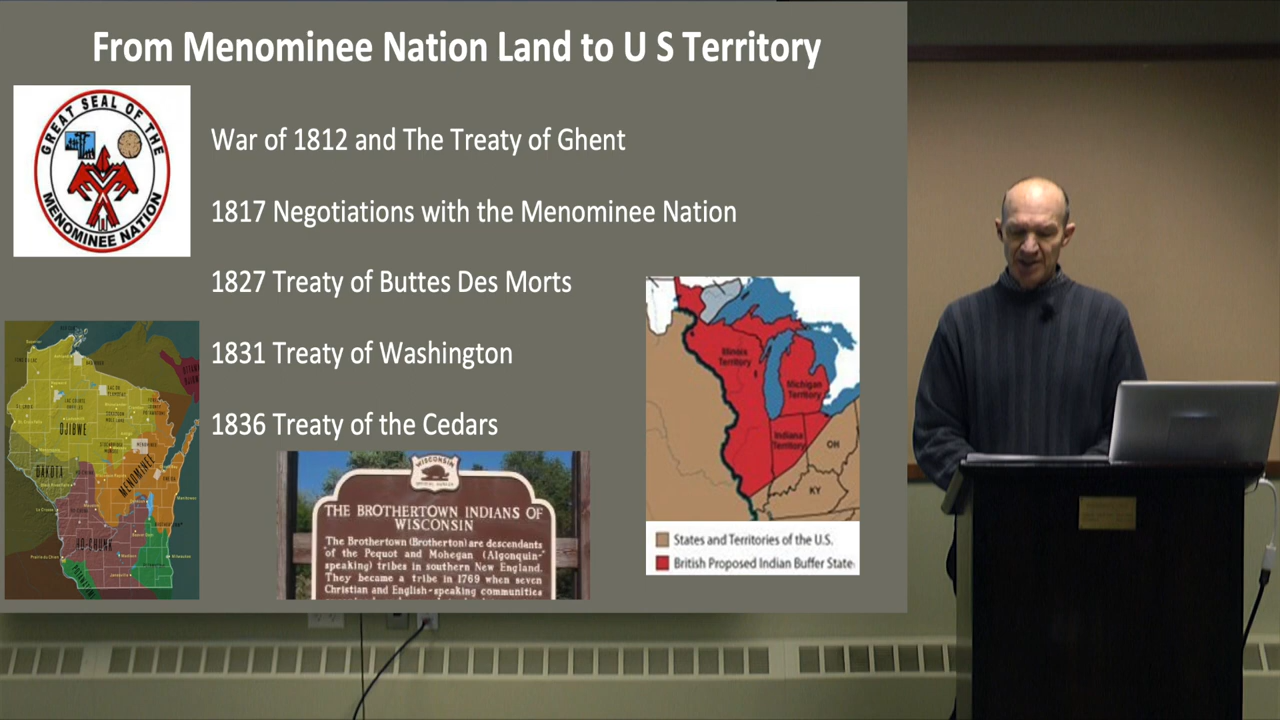 From Menominee Nation Land to U S Territory
GREAT SEAL OF THE
MENOMINEE NATION
War of 1812 and The Treaty of Ghent
1817 Negotiations with the Menominee Nation
1827 Treaty of Buttes Des Morts
1831 Treaty of Washington
1836 Treaty of the Cedars
OJIBWE
DAKOTA
MENOMINEE
HO-CHUNK
WISCONSIN
THE BROTHERTOWN INDIANS OF
WISCONSIN
The Brothertown (Brotherton) are descendants
of the Pequot and Mohegan (Algonquin-
speaking) tribes in southern New England.
They became a tribe in 1769 when seven
Christian and English-speaking communities
Illinois
Territory
Michigan
Territory
Indiana
Territory
OH
KY
States and Territories of the U.S.
British Proposed Indian Buffer State